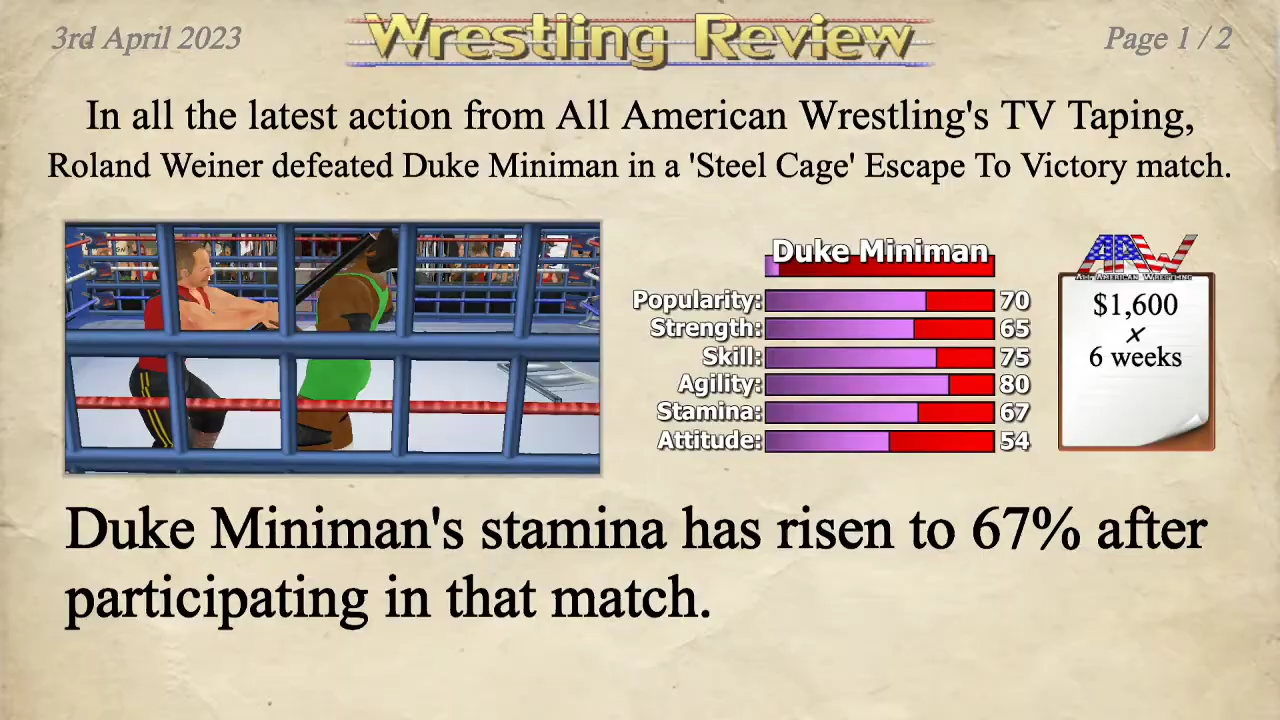 3rd April 2023
Wrestling Review
Page 1 / 2
In all the latest action from All American Wrestling's TV Taping,
Roland Weiner defeated Duke Miniman in a 'Steel Cage' Escape To Victory match.
Duke Miniman
Popularity: 70
Strength: 65
Skill: 75
Agility: 80
Stamina: 67
Attitude: 54
AAW
ALL AMERICAN WRESTLING
$1,600
×
6 weeks
Duke Miniman's stamina has risen to 67% after
participating in that match.